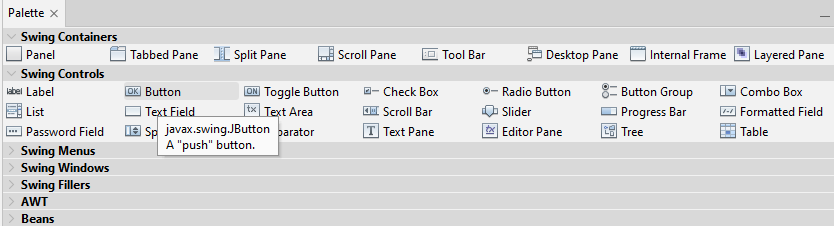 Palette
Swing Containers
Panel Tabbed Pane Split Pane Scroll Pane Tool Bar Desktop Pane Internal Frame Layered Pane
Swing Controls
label Label OK Button ON Toggle Button Check Box Radio Button Button Group Combo Box
List Text Field tx Text Area Scroll Bar Slider Progress Bar Formatted Field
Password Field Sp parator T Text Pane Editor Pane Tree Table
javax.swing.JButton
A "push" button.
Swing Menus
Swing Windows
Swing Fillers
AWT
Beans